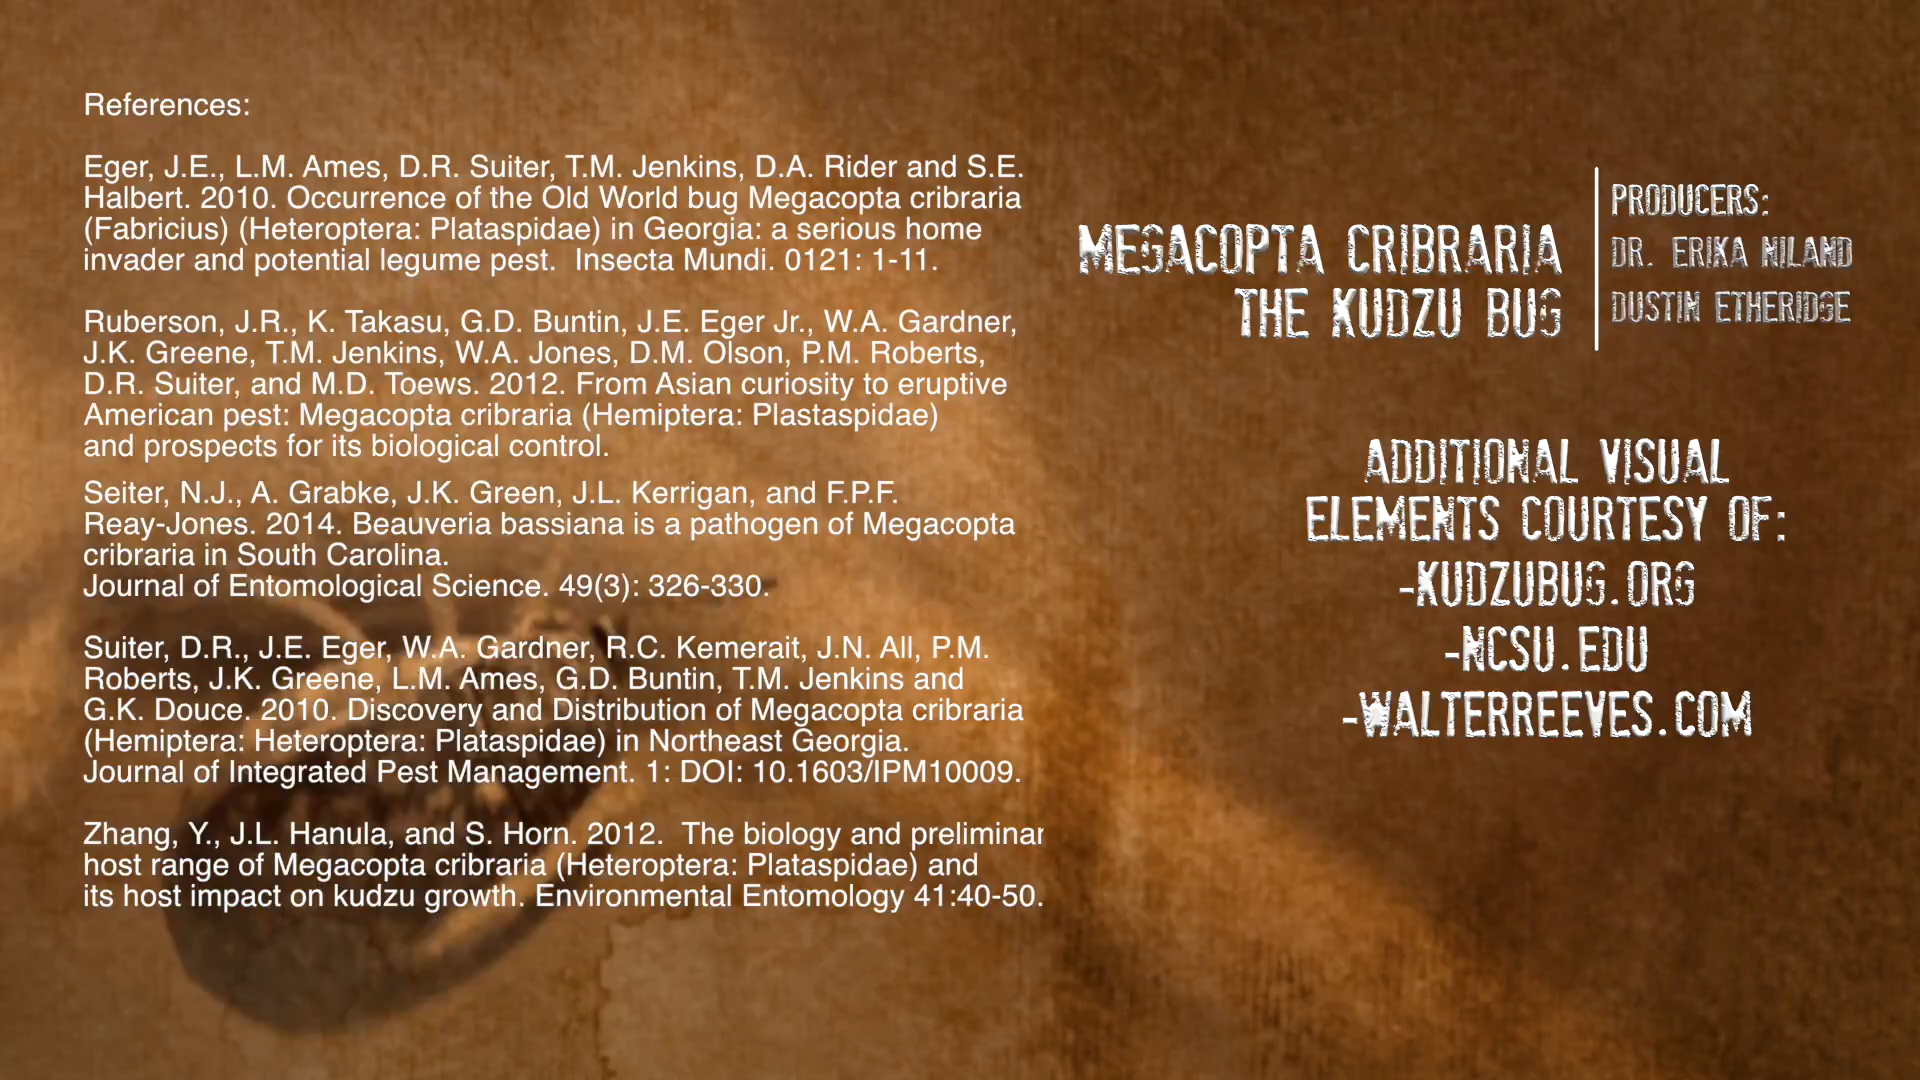 References:
Eger, J.E., L.M. Ames, D.R. Suiter, T.M. Jenkins, D.A. Rider and S.E.
Halbert. 2010. Occurrence of the Old World bug Megacopta cribraria
(Fabricius) (Heteroptera: Plataspidae) in Georgia: a serious home
invader and potential legume pest.  Insecta Mundi. 0121: 1-11.
Ruberson, J.R., K. Takasu, G.D. Buntin, J.E. Eger Jr., W.A. Gardner,
J.K. Greene, T.M. Jenkins, W.A. Jones, D.M. Olson, P.M. Roberts,
D.R. Suiter, and M.D. Toews. 2012. From Asian curiosity to eruptive
American pest: Megacopta cribraria (Hemiptera: Plastaspidae)
and prospects for its biological control.
Seiter, N.J., A. Grabke, J.K. Green, J.L. Kerrigan, and F.P.F.
Reay-Jones. 2014. Beauveria bassiana is a pathogen of Megacopta
cribraria in South Carolina.
Journal of Entomological Science. 49(3): 326-330.
Suiter, D.R., J.E. Eger, W.A. Gardner, R.C. Kemerait, J.N. All, P.M.
Roberts, J.K. Greene, L.M. Ames, G.D. Buntin, T.M. Jenkins and
G.K. Douce. 2010. Discovery and Distribution of Megacopta cribraria
(Hemiptera: Heteroptera: Plataspidae) in Northeast Georgia.
Journal of Integrated Pest Management. 1: DOI: 10.1603/IPM10009.
Zhang, Y., J.L. Hanula, and S. Horn. 2012.  The biology and preliminar
host range of Megacopta cribraria (Heteroptera: Plataspidae) and
its host impact on kudzu growth. Environmental Entomology 41:40-50.
MEGACOPTA CRIBRARIA
THE KUDZU BUG
PRODUCERS:
DR. ERIKA NILAND
DUSTIN ETHERIDGE
ADDITIONAL VISUAL
ELEMENTS COURTESY OF:
-KUDZUBUG.ORG
-NCSU.EDU
-WALTERREEVES.COM